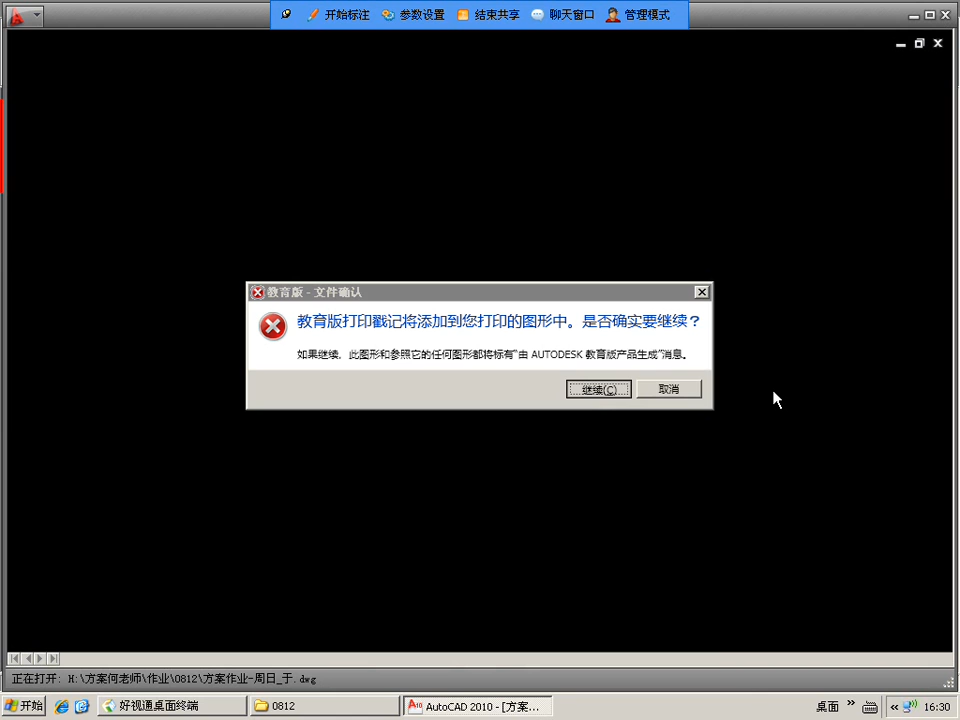 开始标注 参数设置 结束共享 聊天窗口 管理模式
教育版 - 文件确认
教育版打印戳记将添加到您打印的图形中。是否确实要继续？
如果继续，此图形和参照它的任何图形都将标有“由 AUTODESK 教育版产品生成”消息。
继续(C) 取消
正在打开: H:\方案何老师\作业\0812\方案作业-周日_于.dwg
开始 好视通桌面终端 0812 AutoCAD 2010 - [方案... 桌面 » « 16:30